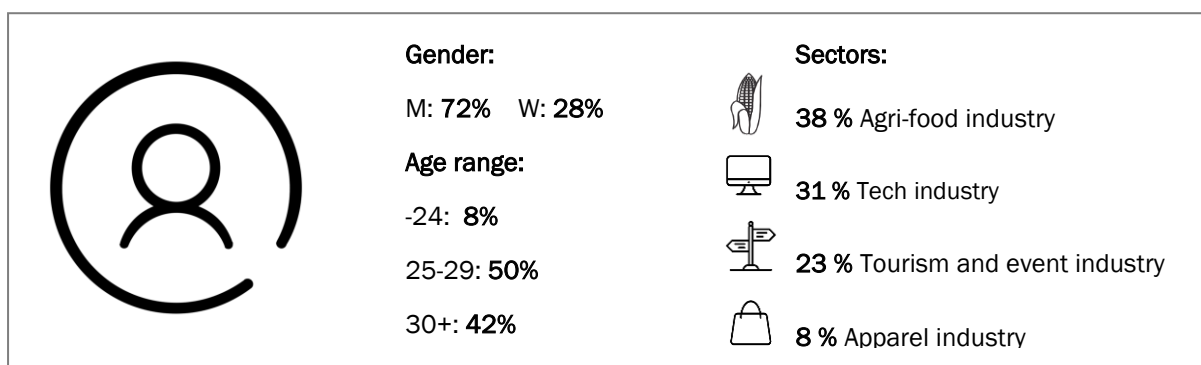 Gender:
M: 72% W: 28%
Age range:
-24: 8%
25-29: 50%
30+: 42%
Sectors:
38 % Agri-food industry
31 % Tech industry
23 % Tourism and event industry
8 % Apparel industry